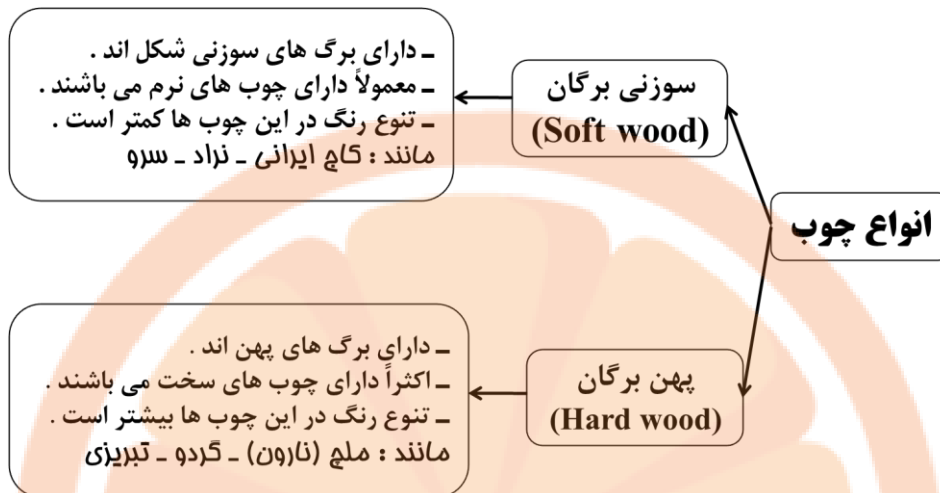 انواع چوب
سوزنی برگان
(Soft wood)
ـ دارای برگ های سوزنی شکل اند .
ـ معمولاً دارای چوب های نرم می باشند .
ـ تنوع رنگ در این چوب ها کمتر است .
مانند : کاج ایرانی ـ نراد ـ سرو
پهن برگان
(Hard wood)
ـ دارای برگ های پهن اند .
ـ اکثراً دارای چوب های سخت می باشند .
ـ تنوع رنگ در این چوب ها بیشتر است .
مانند : ملچ (نارون) ـ گردو ـ تبریزی